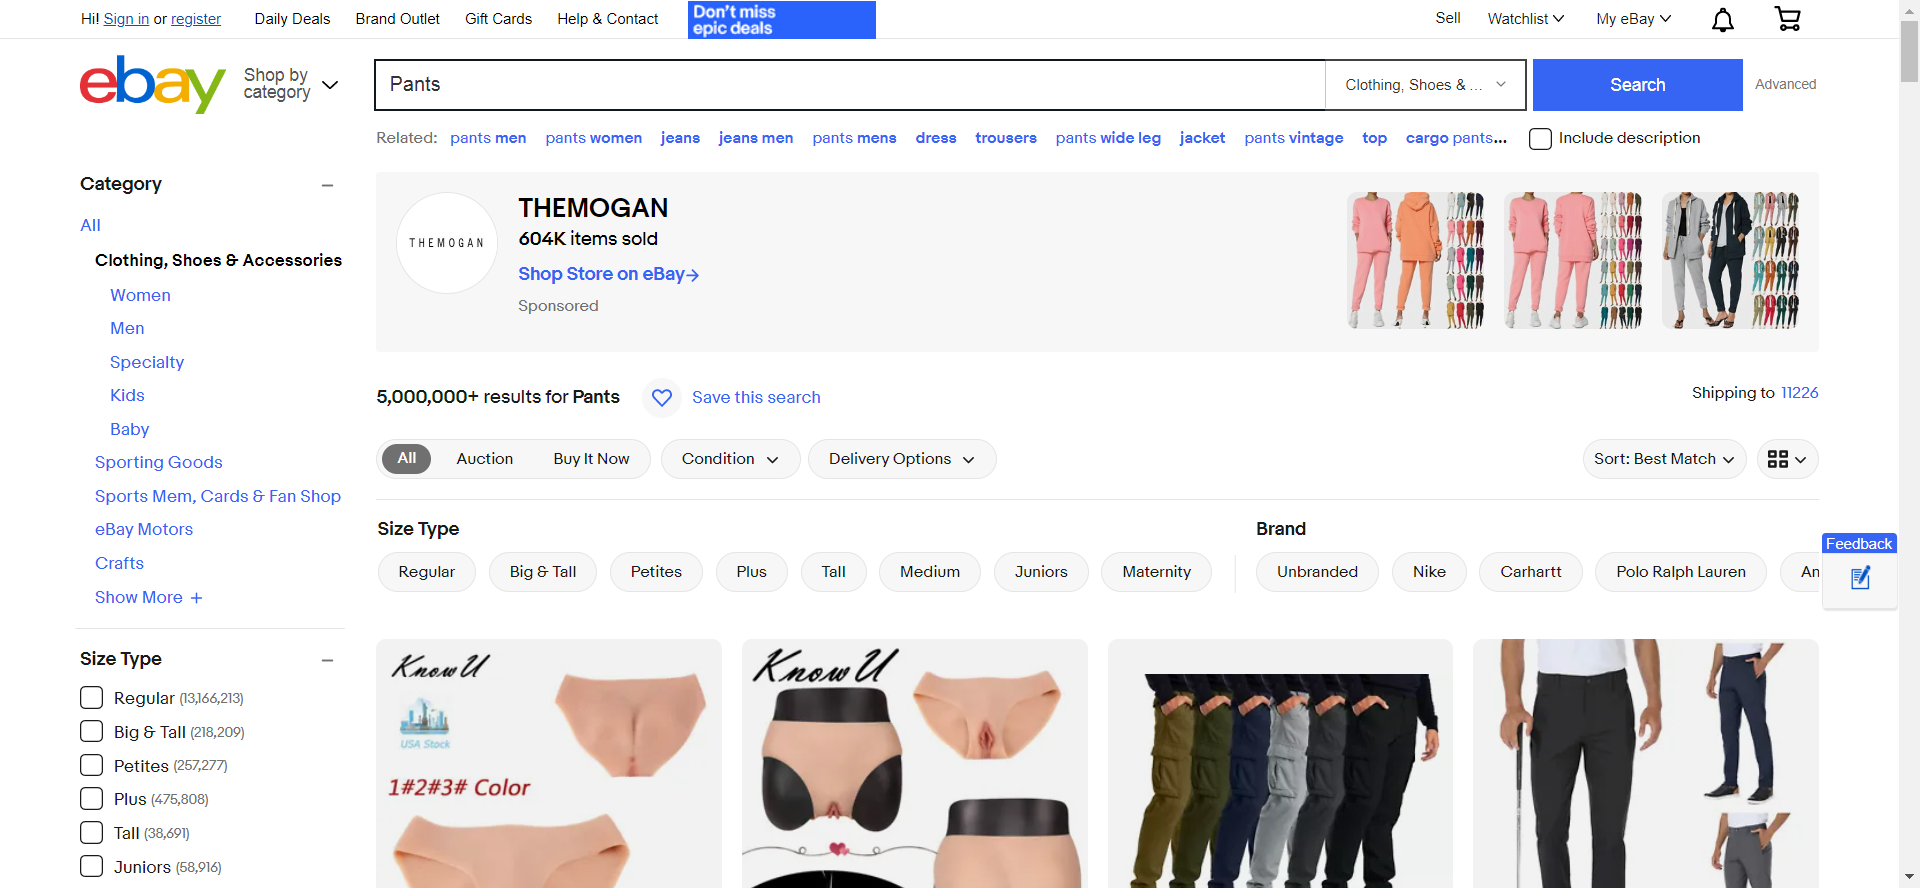 Hi! Sign in or register
Daily Deals
Brand Outlet
Gift Cards
Help & Contact
Don't miss
epic deals
Sell
Watchlist
My eBay
ebay
Shop by
category
Pants
Clothing, Shoes & ...
Search
Advanced
Related: pants men pants women jeans jeans men pants mens dress trousers pants wide leg jacket pants vintage top cargo pants...
Include description
Category
All
Clothing, Shoes & Accessories
Women
Men
Specialty
Kids
Baby
Sporting Goods
Sports Mem, Cards & Fan Shop
eBay Motors
Crafts
Show More
Size Type
Regular (13,166,213)
Big & Tall (218,209)
Petites (257,277)
Plus (475,808)
Tall (38,691)
Juniors (58,916)
THEMOGAN
THEMOGAN
604K items sold
Shop Store on eBay
Sponsored
5,000,000+ results for Pants
Save this search
Shipping to 11226
All
Auction
Buy It Now
Condition
Delivery Options
Sort: Best Match
Size Type
Regular
Big & Tall
Petites
Plus
Tall
Medium
Juniors
Maternity
Brand
Unbranded
Nike
Carhartt
Polo Ralph Lauren
An
Feedback
KnowU
USA Stock
1#2#3# Color
KnowU